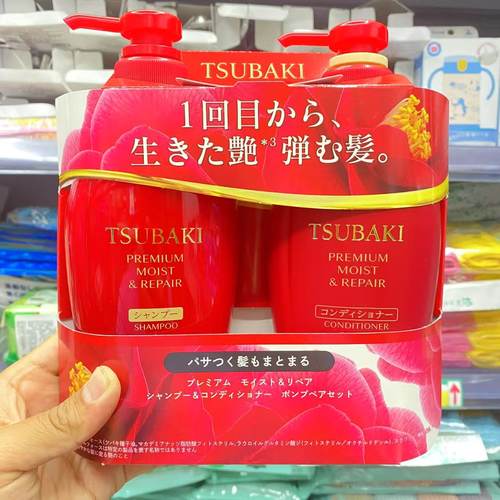 TSUBAKI
1回目から、
生きた艶*3弾む髪。
TSUBAKI
PREMIUM
MOIST
& REPAIR
シャンプー
SHAMPOO
TSUBAKI
PREMIUM
MOIST
& REPAIR
コンディショナー
CONDITIONER
パサつく髪もまとまる
プレミアム モイスト&リペア
シャンプー&コンディショナー ポンプペアセット